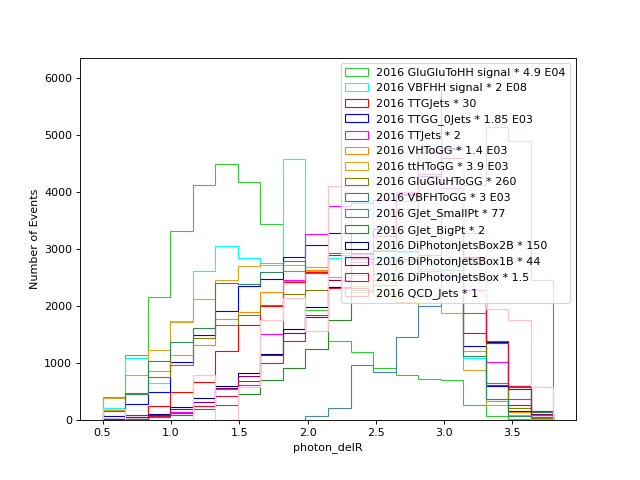 6000
5000
4000
3000
2000
1000
0
Number of Events
0.5
1.0
1.5
2.0
2.5
3.0
3.5
photon_delR
2016 GluGluToHH signal * 4.9 E04
2016 VBFHH signal * 2 E08
2016 TTGJets * 30
2016 TTGG_0Jets * 1.85 E03
2016 TTJets * 2
2016 VHToGG * 1.4 E03
2016 ttHToGG * 3.9 E03
2016 GluGluHToGG * 260
2016 VBFHToGG * 3 E03
2016 GJet_SmallPt * 77
2016 GJet_BigPt * 2
2016 DiPhotonJetsBox2B * 150
2016 DiPhotonJetsBox1B * 44
2016 DiPhotonJetsBox * 1.5
2016 QCD_Jets * 1